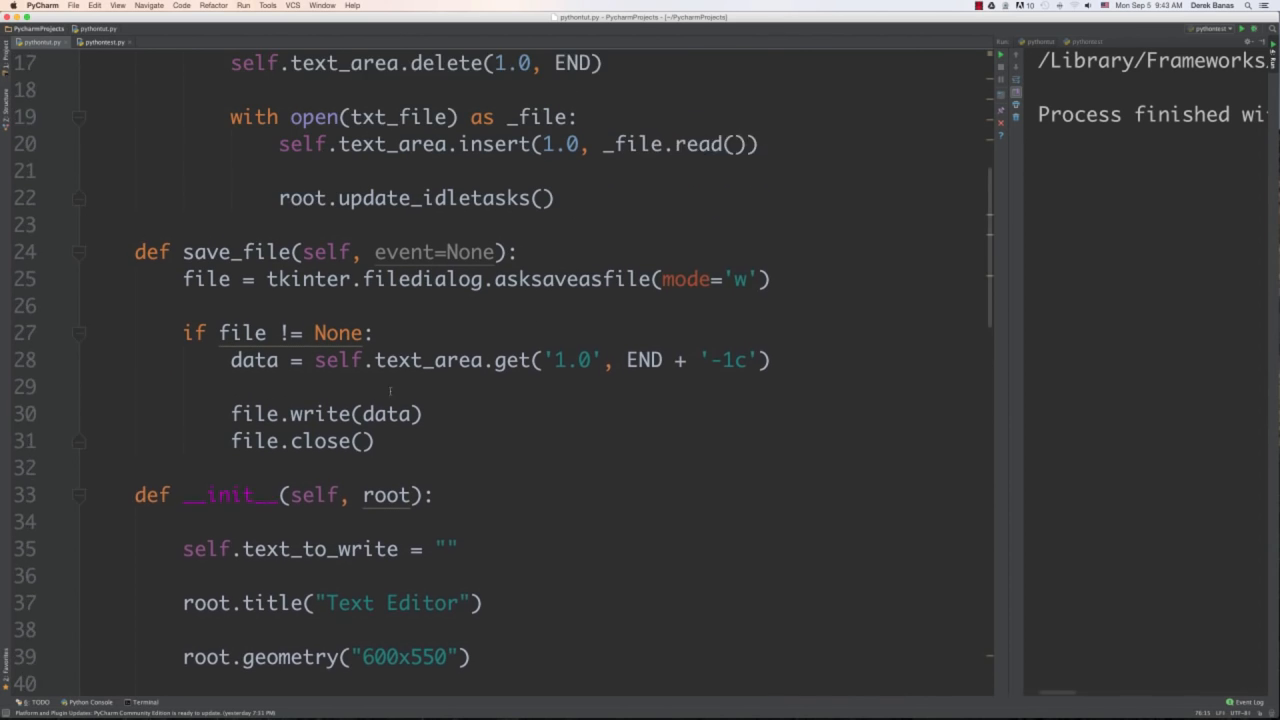 PyCharm File Edit View Navigate Code Refactor Run Tools VCS Window Help 10 Mon Sep 5 9:43 AM Derek Banas
pythontut.py - PycharmProjects - [~/PycharmProjects]
PycharmProjects pythontut.py pythontest
pythontut.py pythontest.py Run: pythontut pythontest
17 self.text_area.delete(1.0, END)
18
19 with open(txt_file) as _file:
20 self.text_area.insert(1.0, _file.read())
21
22 root.update_idletasks()
23
24 def save_file(self, event=None):
25 file = tkinter.filedialog.asksaveasfile(mode='w')
26
27 if file != None:
28 data = self.text_area.get('1.0', END + '-1c')
29
30 file.write(data)
31 file.close()
32
33 def __init__(self, root):
34
35 self.text_to_write = ""
36
37 root.title("Text Editor")
38
39 root.geometry("600x550")
40
/Library/Frameworks
Process finished wi
1: Project
7: Structure
2: Favorites
Run
6: TODO Python Console Terminal Event Log
Platform and Plugin Updates: PyCharm Community Edition is ready to update. (yesterday 7:51 PM) 76:15 LF÷ UTF-8÷